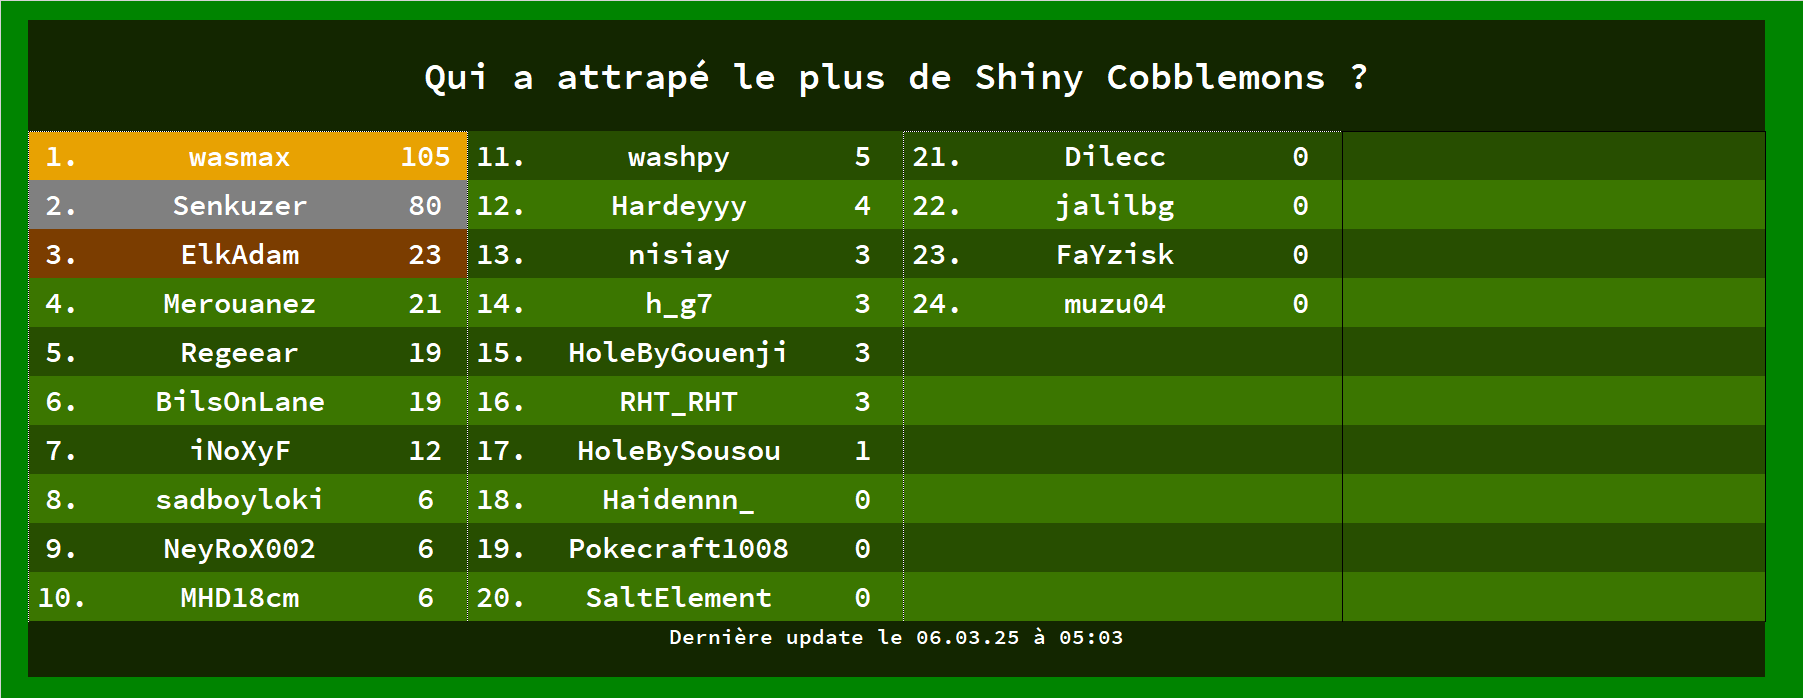 Qui a attrapé le plus de Shiny Cobblemons ?
1. wasmax 105
2. Senkuzer 80
3. ElkAdam 23
4. Merouanez 21
5. Regeear 19
6. BilsOnLane 19
7. iNoXyF 12
8. sadboyloki 6
9. NeyRoX002 6
10. MHD18cm 6
11. washpy 5
12. Hardeyyy 4
13. nisiay 3
14. h_g7 3
15. HoleByGouenji 3
16. RHT_RHT 3
17. HoleBySousou 1
18. Haidennn_ 0
19. Pokecraft1008 0
20. SaltElement 0
21. Dilecc 0
22. jalilbg 0
23. FaYzisk 0
24. muzu04 0
Dernière update le 06.03.25 à 05:03